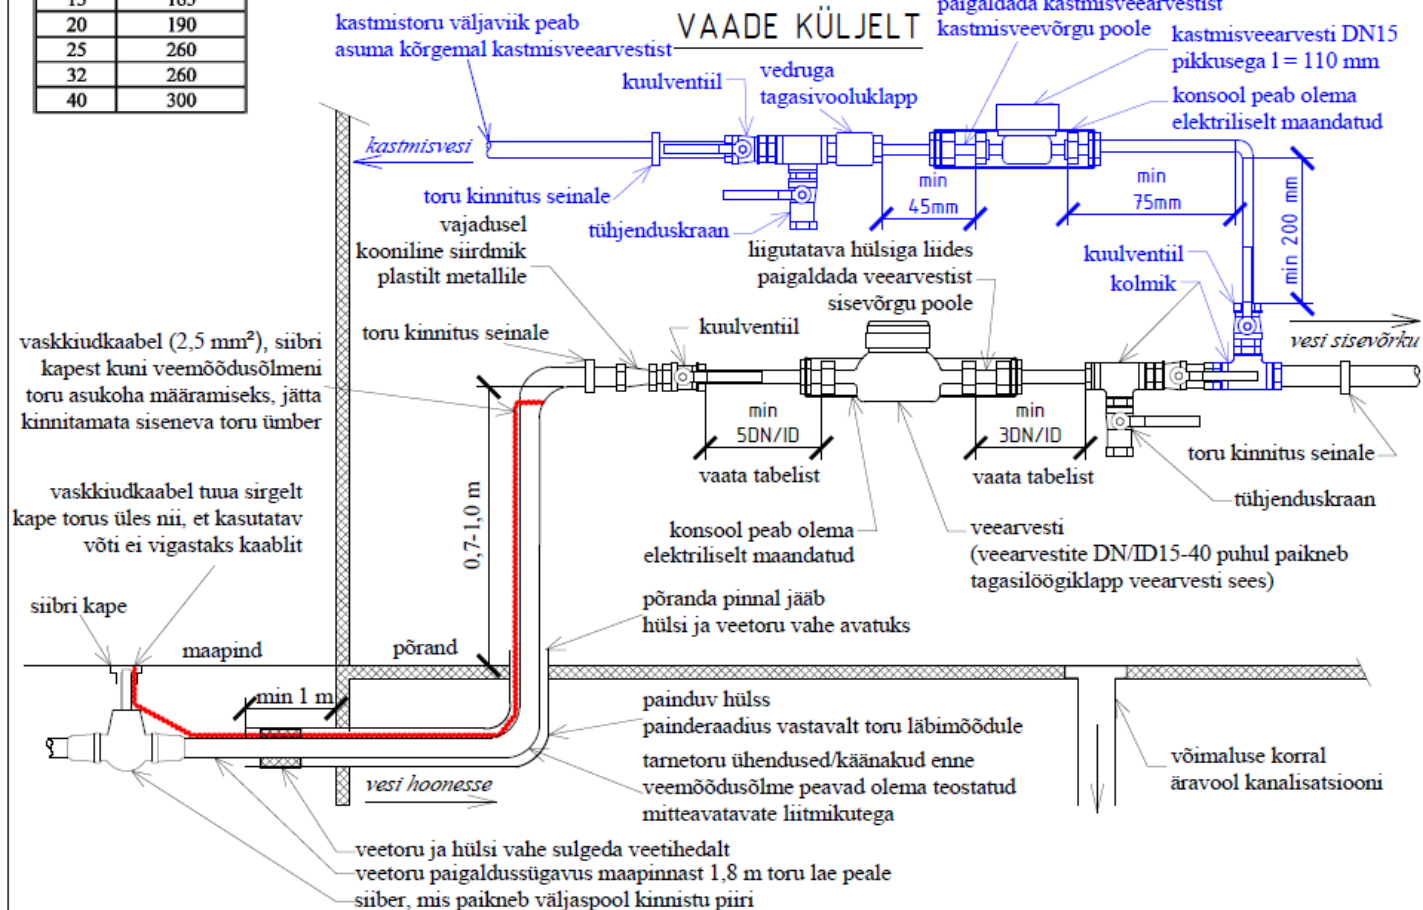 20 190
25 260
32 260
40 300
VAADE KÜLJELT
kastmistoru väljaviik peab
asuma kõrgemal kastmisveearvestist
kuulventiil
vedruga
tagasivooluklapp
paigaldada kastmisveearvestist
kastmisveevõrgu poole
kastmisveearvesti DN15
pikkusega l = 110 mm
konsool peab olema
elektriliselt maandatud
kastmisvesi
toru kinnitus seinale
tühjenduskraan
min
45mm
min
75mm
min 200 mm
vajadusel
kooniline siirdmik
plastilt metallile
liigutatava hülsiga liides
paigaldada veearvestist
sisevõrgu poole
kuulventiil
kolmik
vesi sisevõrku
toru kinnitus seinale
kuulventiil
vaskkiudkaabel (2,5 mm²), siibri
kapest kuni veemõõdusõlmeni
toru asukoha määramiseks, jätta
kinnitamata siseneva toru ümber
min
5DN/ID
vaata tabelist
min
3DN/ID
vaata tabelist
toru kinnitus seinale
tühjenduskraan
vaskkiudkaabel tuua sirgelt
kape torus üles nii, et kasutatav
võti ei vigastaks kaablit
0,7-1,0 m
konsool peab olema
elektriliselt maandatud
veearvesti
(veearvestite DN/ID15-40 puhul paikneb
tagasilöögiklapp veearvesti sees)
siibri kape
maapind
põrand
põranda pinnal jääb
hülsi ja veetoru vahe avatuks
min 1 m
painduv hülss
painderaadius vastavalt toru läbimõõdule
tarnetoru ühendused/käänakud enne
veemõõdusõlme peavad olema teostatud
mitteavatavate liitmikutega
võimaluse korral
äravool kanalisatsiooni
vesi hoonesse
veetoru ja hülsi vahe sulgeda veetihedalt
veetoru paigaldussügavus maapinnast 1,8 m toru lae peale
siiber, mis paikneb väljaspool kinnistu piiri